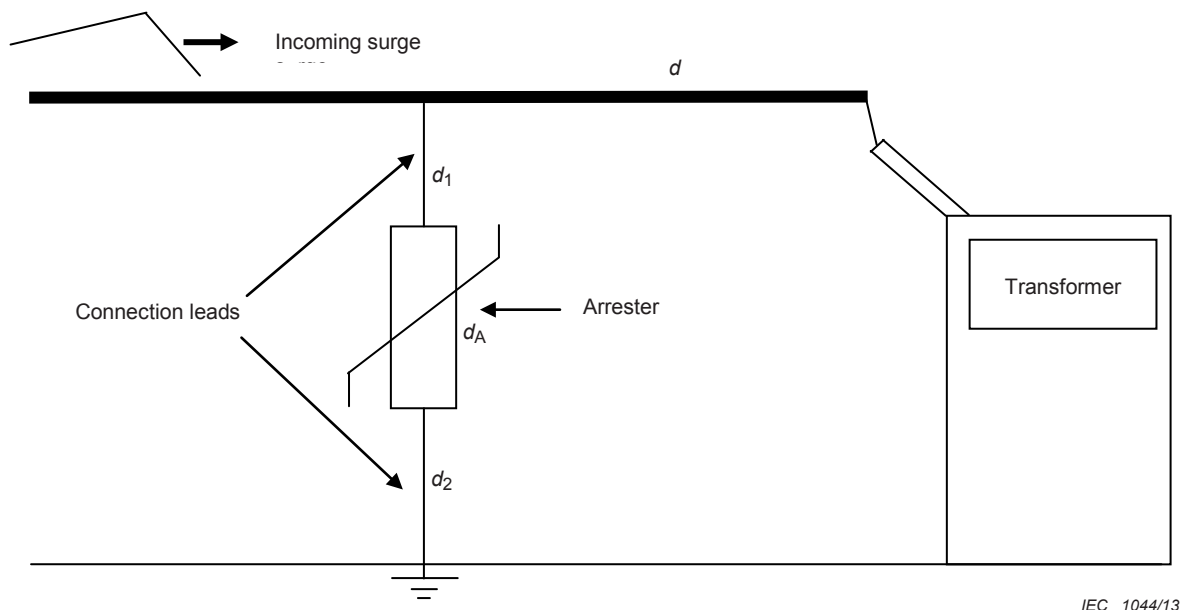 Incoming surge
d
d1
Connection leads
Arrester
dA
Transformer
d2
IEC 1044/13